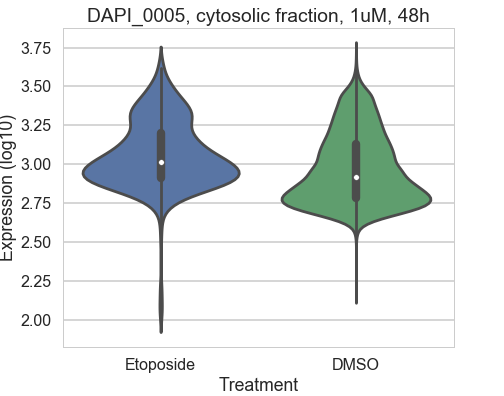 DAPI_0005, cytosolic fraction, 1uM, 48h
Expression (log10)
3.75
3.50
3.25
3.00
2.75
2.50
2.25
2.00
Etoposide
DMSO
Treatment